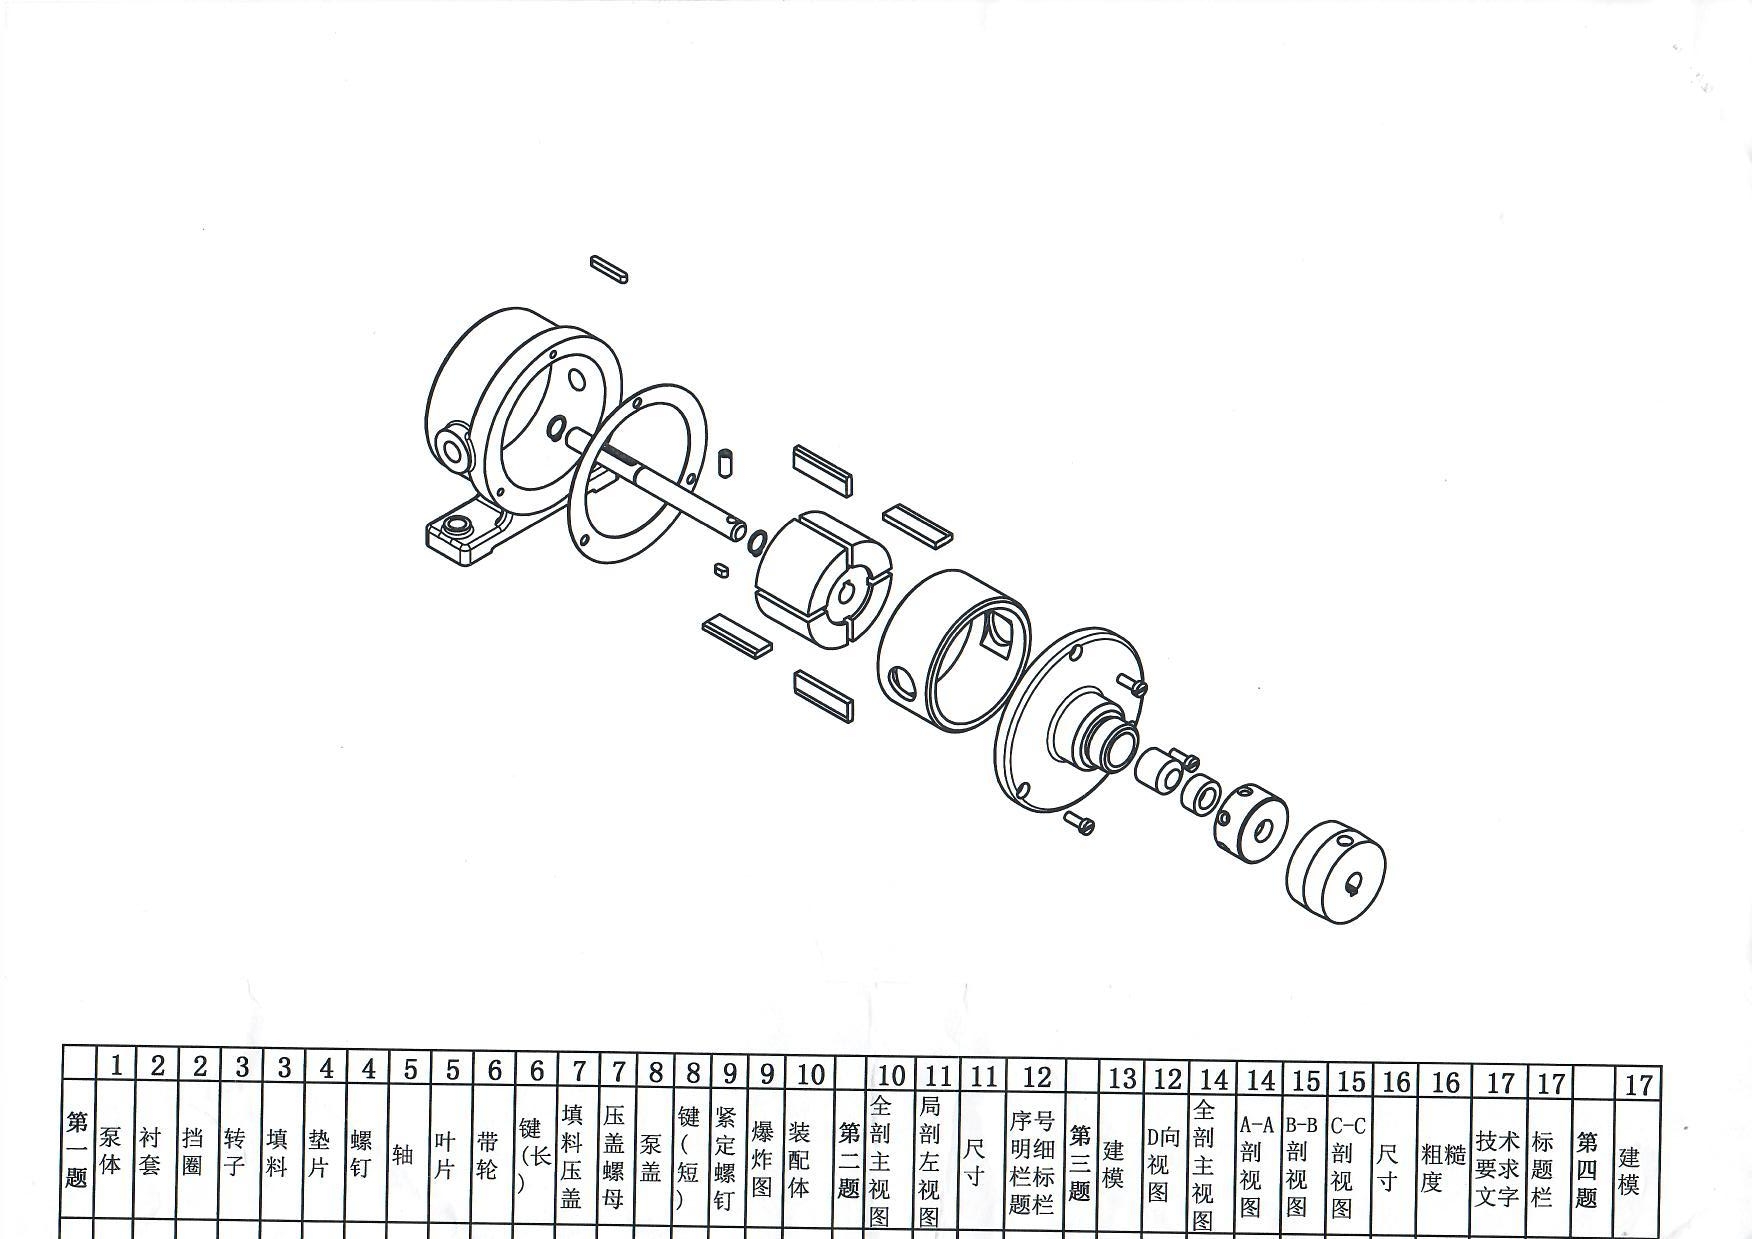 1 2 2 3 3 4 4 5 5 6 6 7 7 8 8 9 9 10 10 11 11 12 13 12 14 14 15 15 16 16 17 17 17
第一题
泵体
衬套
挡圈
转子
填料
垫片
螺钉
轴
叶片
带轮
键(长)
填料压盖
压盖螺母
泵盖
键(短)
紧定螺钉
爆炸图
装配体
第二题
全剖主视图
局剖左视图
尺寸
序号
明细
栏标
题栏
第三题
建模
D向视图
全剖主视图
A-A剖视图
B-B剖视图
C-C剖视图
尺寸
粗糙度
技术
要求
文字
标题栏
第四题
建模